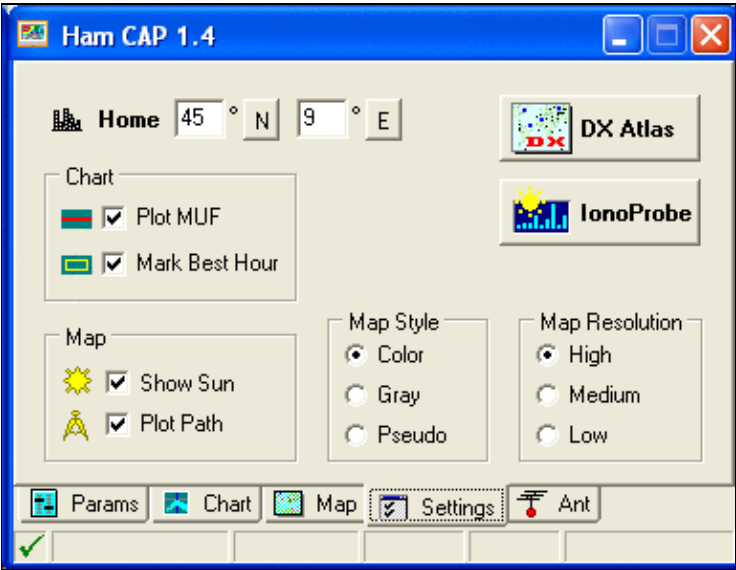 Ham CAP 1.4
Home 45 ° N 9 ° E
DX DX Atlas
IonoProbe
Chart
Plot MUF
Mark Best Hour
Map
Show Sun
Plot Path
Map Style
Color
Gray
Pseudo
Map Resolution
High
Medium
Low
Params Chart Map Settings Ant